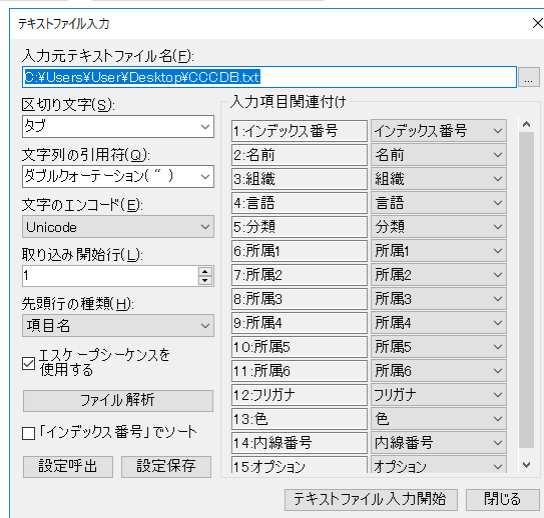 テキストファイル入力
入力元テキストファイル名(F):
C:¥Users¥User¥Desktop¥CCCDB.txt
...
区切り文字(S):
タブ
文字列の引用符(Q):
ダブルクォーテーション( ″ )
文字のエンコード(E):
Unicode
取り込み開始行(L):
1
先頭行の種類(H):
項目名
エスケープシーケンスを
使用する
ファイル解析
「インデックス番号」でソート
設定呼出 設定保存
入力項目関連付け
1:インデックス番号 インデックス番号
2:名前 名前
3:組織 組織
4:言語 言語
5:分類 分類
6:所属1 所属1
7:所属2 所属2
8:所属3 所属3
9:所属4 所属4
10:所属5 所属5
11:所属6 所属6
12:フリガナ フリガナ
13:色 色
14:内線番号 内線番号
15:オプション オプション
テキストファイル入力開始 閉じる